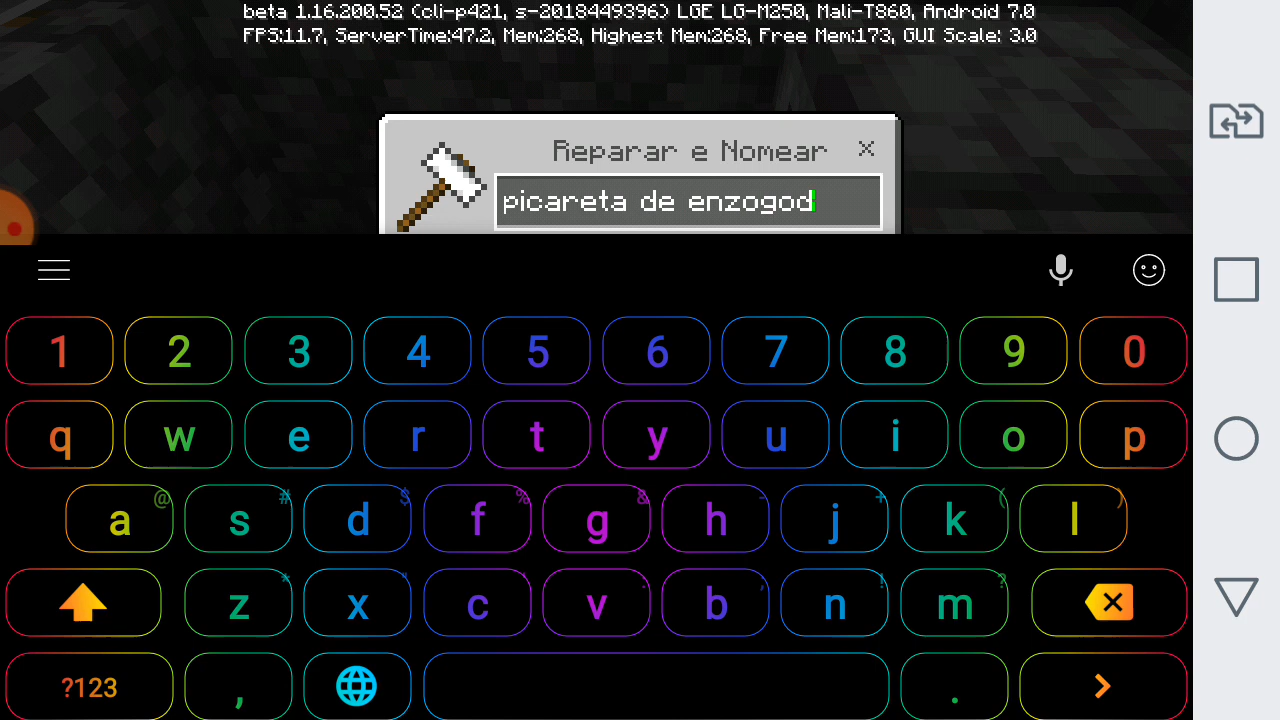 beta 1.16.200.52 (cli-p421, s-2018449396) LGE LG-M250, Mali-T860, Android 7.0
FPS:11.7, ServerTime:47.2, Mem:268, Highest Mem:268, Free Mem:173, GUI Scale: 3.0
Reparar e Nomear
picareta de enzogod
1 2 3 4 5 6 7 8 9 0
q w e r t y u i o p
@ # $ % & - + ( )
a s d f g h j k l
* " ' : ; ! ?
z x c v b n m
?123 , .